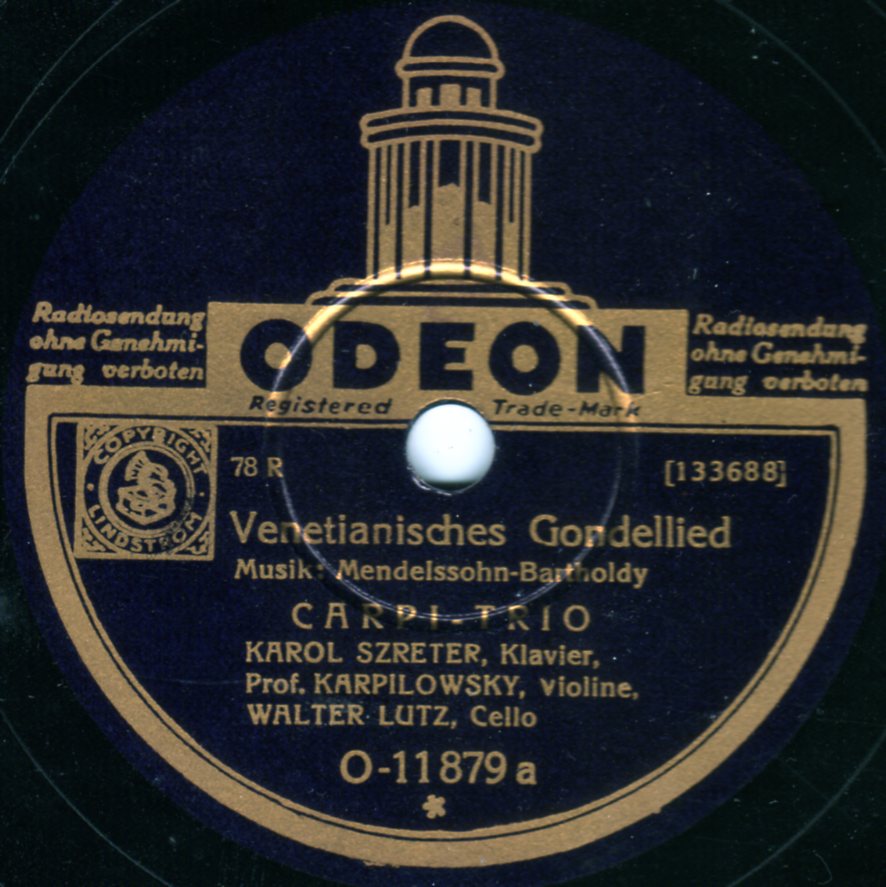 Radiosendung
ohne Genehmi-
gung verboten
ODEON
Radiosendung
ohne Genehmi-
gung verboten
Registered Trade-Mark
COPYRIGHT
LINDSTRÖM
78 R
[133688]
Venetianisches Gondellied
Musik: Mendelssohn-Bartholdy
CARPI-TRIO
KAROL SZRETER, Klavier,
Prof. KARPILOWSKY, Violine,
WALTER LUTZ, Cello
O-11879 a